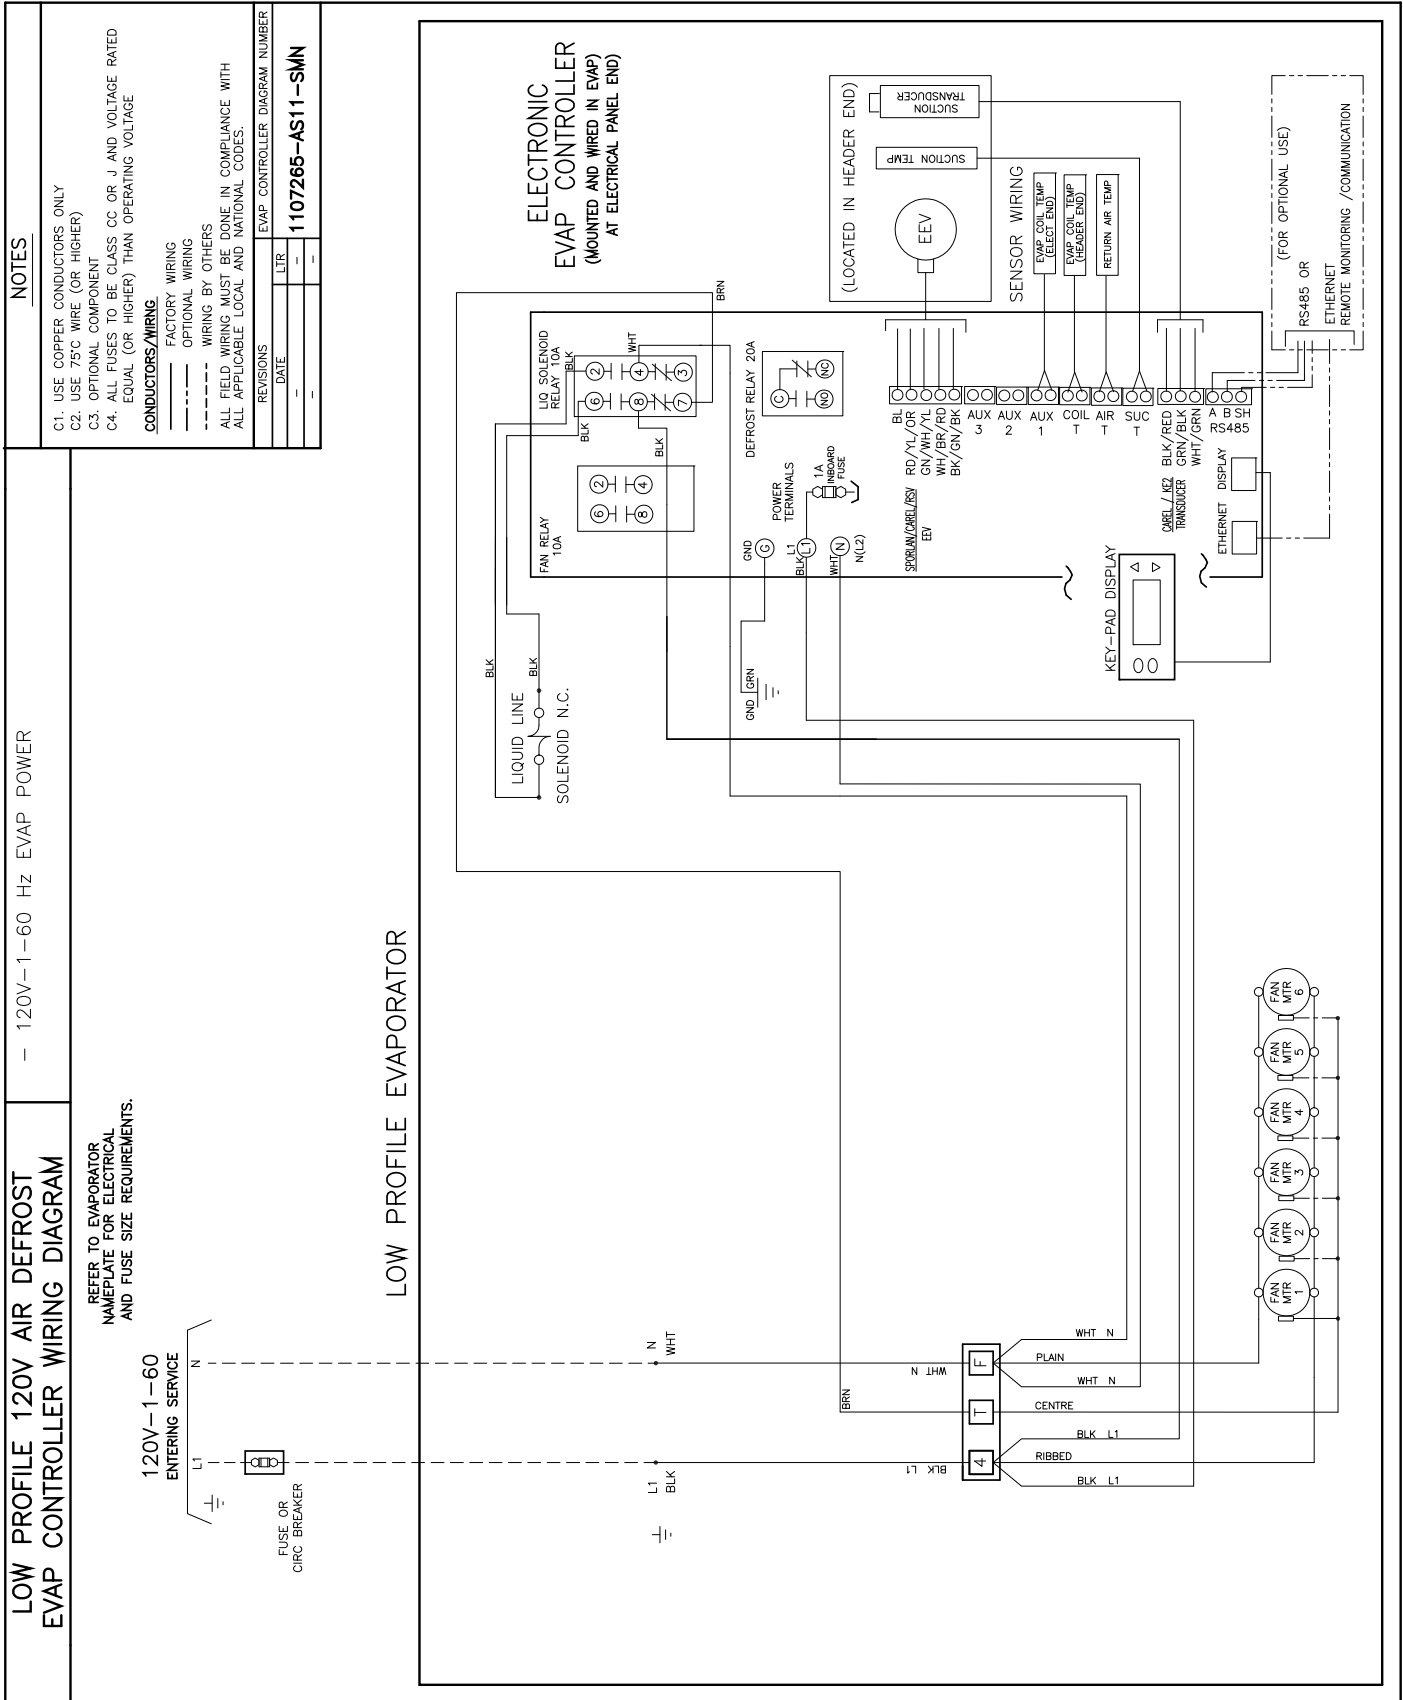 LOW PROFILE 120V AIR DEFROST
EVAP CONTROLLER WIRING DIAGRAM
– 120V–1–60 Hz EVAP POWER
NOTES
C1. USE COPPER CONDUCTORS ONLY
C2. USE 75°C WIRE (OR HIGHER)
C3. OPTIONAL COMPONENT
C4. ALL FUSES TO BE CLASS CC OR J AND VOLTAGE RATED
EQUAL (OR HIGHER) THAN OPERATING VOLTAGE
CONDUCTORS/WIRNG
FACTORY WIRING
OPTIONAL WIRING
WIRING BY OTHERS
ALL FIELD WIRING MUST BE DONE IN COMPLIANCE WITH
ALL APPLICABLE LOCAL AND NATIONAL CODES.
REVISIONS
EVAP CONTROLLER DIAGRAM NUMBER
DATE
LTR
1107265–AS11–SMN
–
–
–
–
REFER TO EVAPORATOR
NAMEPLATE FOR ELECTRICAL
AND FUSE SIZE REQUIREMENTS.
120V–1–60
ENTERING SERVICE
L1
N
FUSE OR
CIRC BREAKER
LOW PROFILE EVAPORATOR
ELECTRONIC
EVAP CONTROLLER
(MOUNTED AND WIRED IN EVAP)
AT ELECTRICAL PANEL END)
LIQUID LINE
SOLENOID N.C.
BLK
BLK
FAN RELAY
10A
2
4
6
8
LIQ SOLENOID
RELAY 10A
BLK
BLK
WHT
BLK
BRN
2
4
3
6
8
7
DEFROST RELAY 20A
C
NO
NC
POWER
TERMINALS
1A
INBOARD
FUSE
GND
G
L1
BLK
L1
WHT
N
N(L2)
GND
GRN
(LOCATED IN HEADER END)
EEV
SUCTION TEMP
SUCTION
TRANSDUCER
SENSOR WIRING
EVAP COIL TEMP
(ELECT END)
EVAP COIL TEMP
(HEADER END)
RETURN AIR TEMP
BL
RD/YL/OR
GN/WH/YL
WH/BR/RD
BK/GN/BK
SPORLAN/CAREL/RSV
EEV
AUX
3
AUX
2
AUX
1
COIL
T
AIR
T
SUC
T
BLK/RED
GRN/BLK
WHT/GRN
CAREL / KE2
TRANSDUCER
A B SH
RS485
ETHERNET
DISPLAY
KEY–PAD DISPLAY
(FOR OPTIONAL USE)
RS485 OR
ETHERNET
REMOTE MONITORING /COMMUNICATION
L1
BLK
N
WHT
BLK L1
BRN
WHT N
4
T
F
WHT N
PLAIN
WHT N
CENTRE
BLK L1
RIBBED
BLK L1
FAN
MTR
1
FAN
MTR
2
FAN
MTR
3
FAN
MTR
4
FAN
MTR
5
FAN
MTR
6